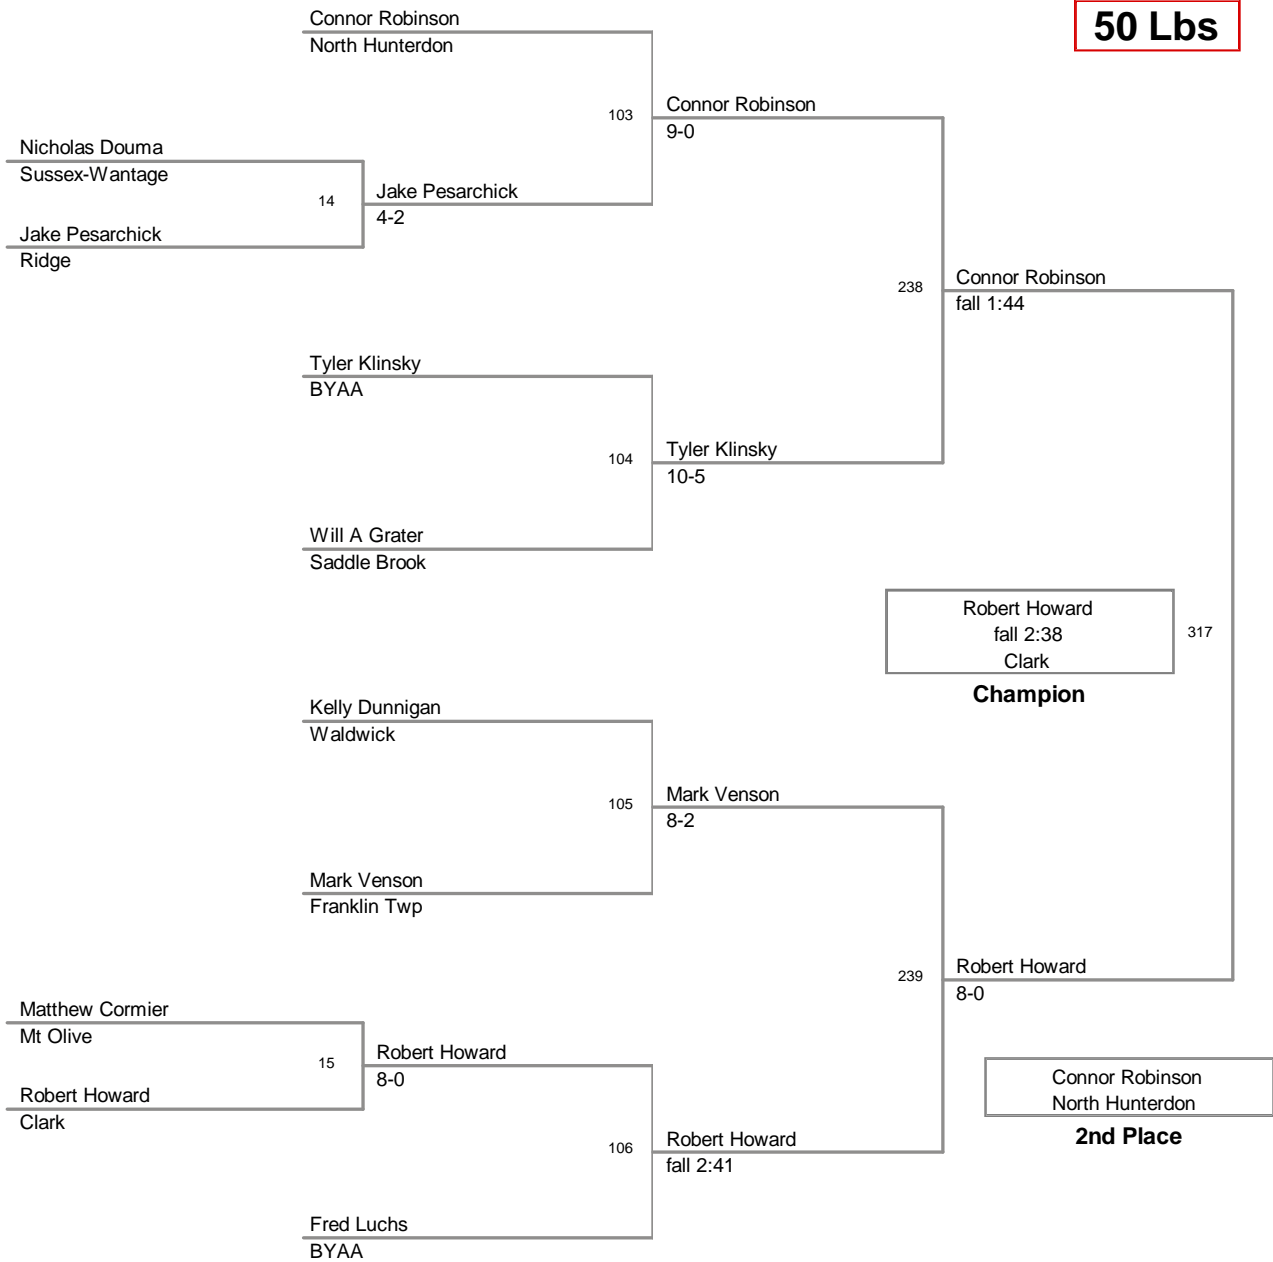 50 Lbs
Connor Robinson
North Hunterdon
103
Connor Robinson
9-0
Nicholas Douma
Sussex-Wantage
14
Jake Pesarchick
4-2
Jake Pesarchick
Ridge
238
Connor Robinson
fall 1:44
Tyler Klinsky
BYAA
104
Tyler Klinsky
10-5
Will A Grater
Saddle Brook
Robert Howard
fall 2:38
Clark
317
Champion
Kelly Dunnigan
Waldwick
105
Mark Venson
8-2
Mark Venson
Franklin Twp
239
Robert Howard
8-0
Matthew Cormier
Mt Olive
15
Robert Howard
8-0
Robert Howard
Clark
Connor Robinson
North Hunterdon
2nd Place
106
Robert Howard
fall 2:41
Fred Luchs
BYAA